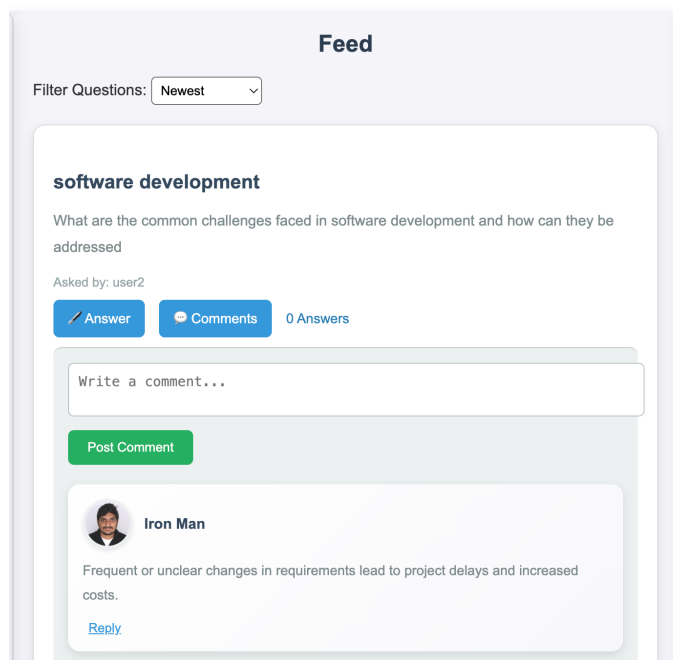 Feed
Filter Questions: Newest
software development
What are the common challenges faced in software development and how can they be
addressed
Asked by: user2
Answer Comments 0 Answers
Write a comment...
Post Comment
Iron Man
Frequent or unclear changes in requirements lead to project delays and increased
costs.
Reply